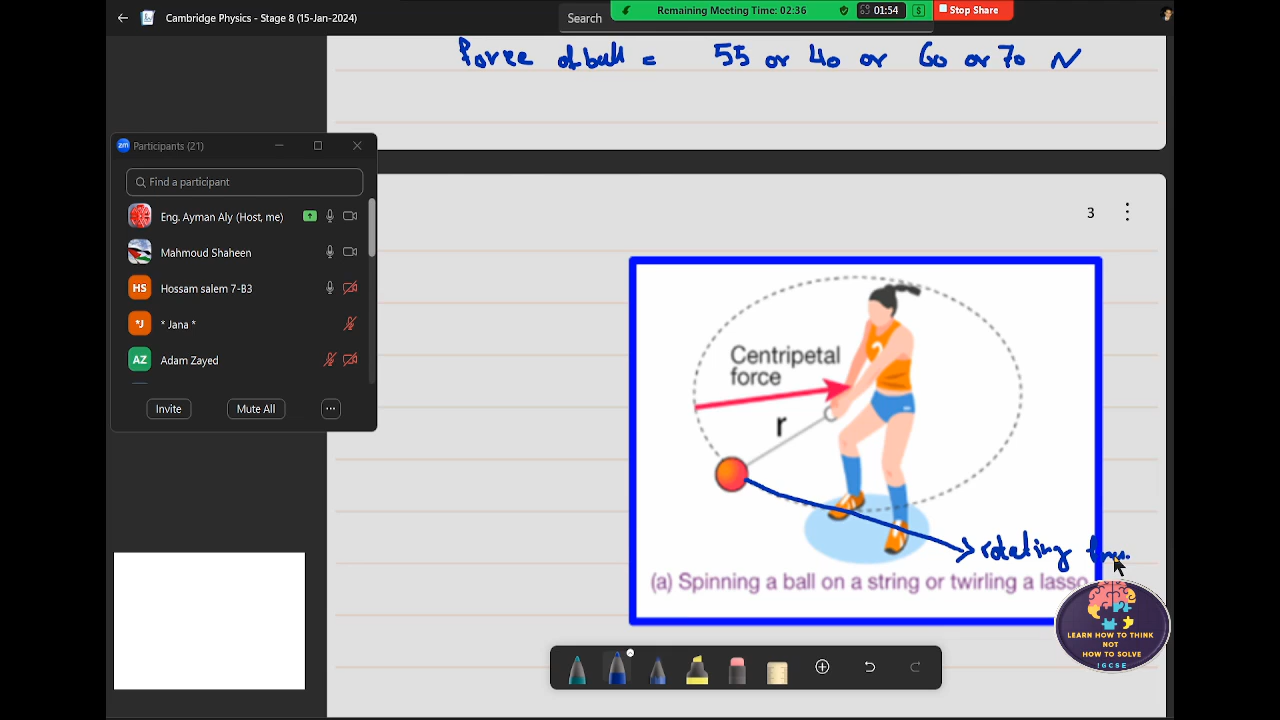 Cambridge Physics - Stage 8 (15-Jan-2024)
Search
Remaining Meeting Time: 02:36
01:54
$
Stop Share
Force of ball = 55 or 40 or 60 or 70 N
zm Participants (21)
Find a participant
Eng. Ayman Aly (Host, me)
Mahmoud Shaheen
HS Hossam salem 7-B3
*J * Jana *
AZ Adam Zayed
Invite
Mute All
3
Centripetal
force
r
rotating
(a) Spinning a ball on a string or twirling a lasso
LEARN HOW TO THINK
NOT
HOW TO SOLVE
IGCSE